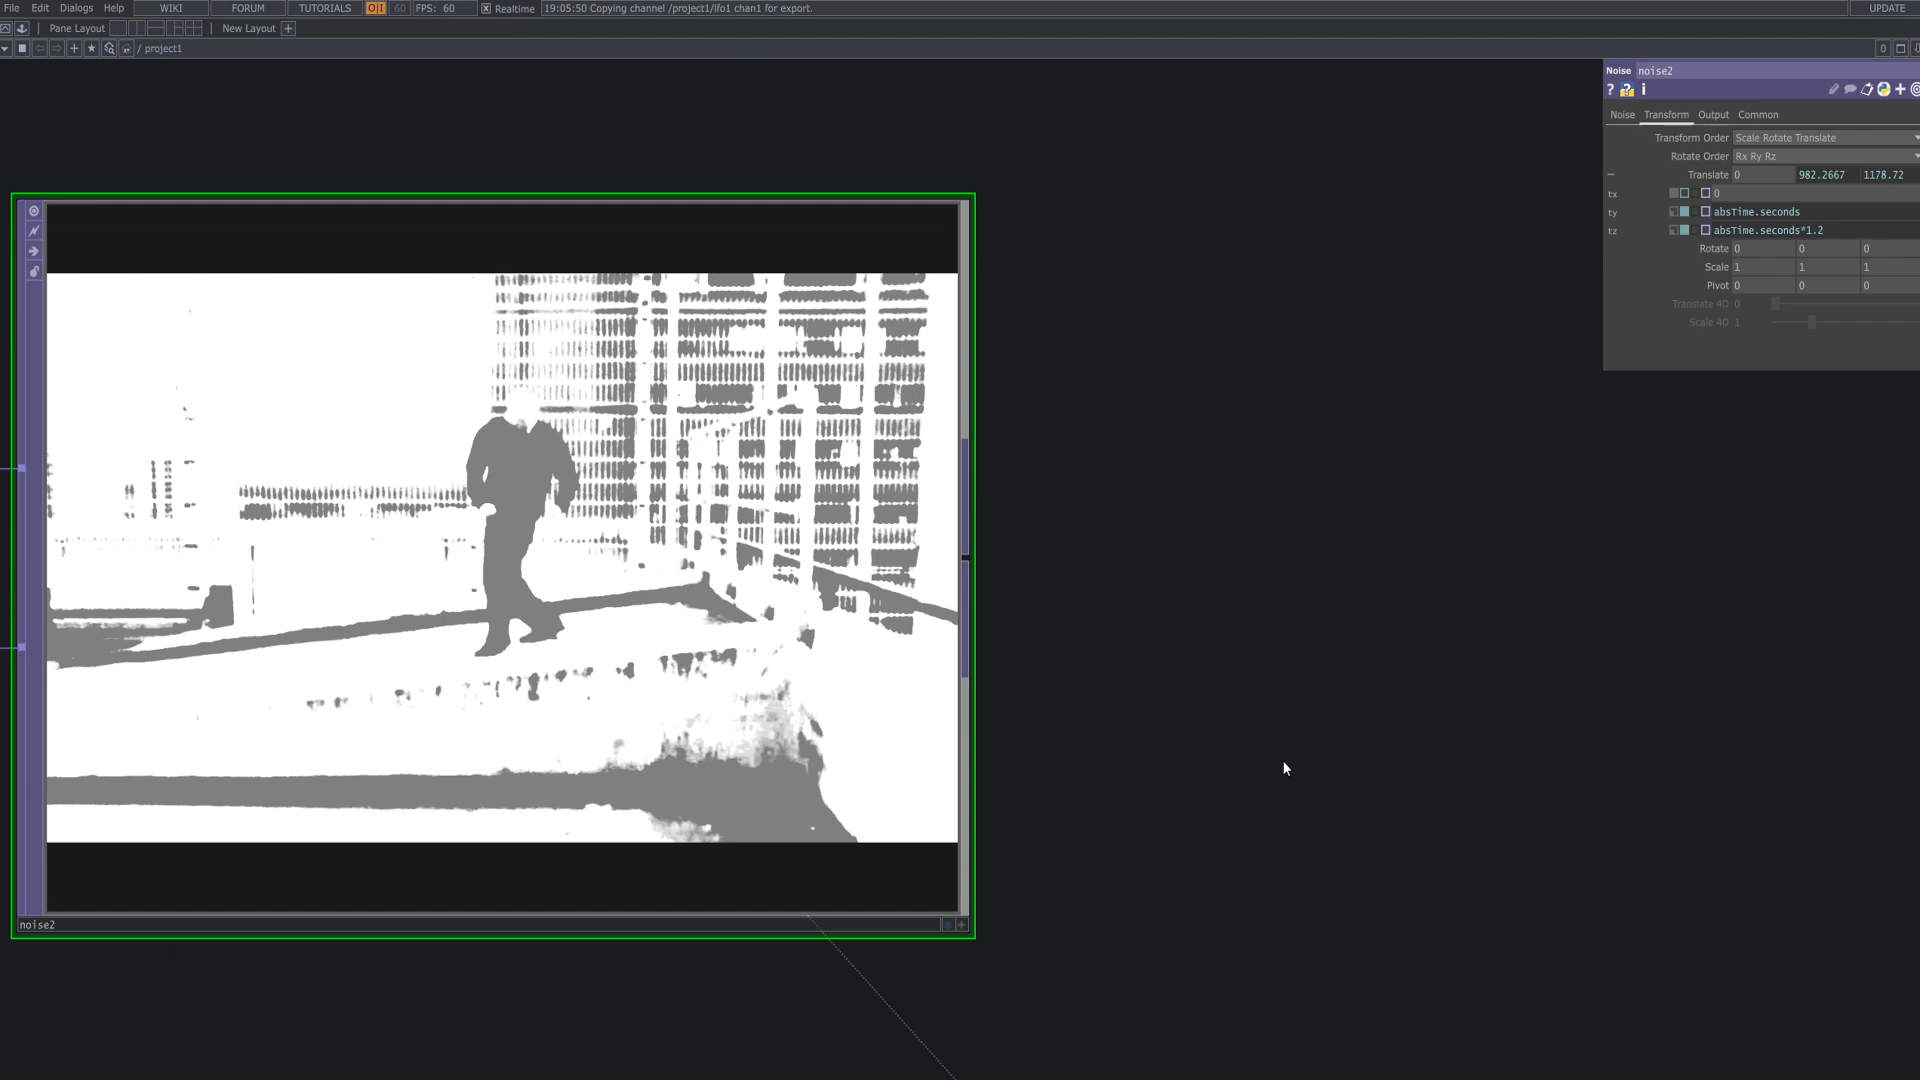 File Edit Dialogs Help WIKI FORUM TUTORIALS O|I 60 FPS: 60 Realtime 19:05:50 Copying channel /project1/lfo1 chan1 for export. UPDATE
Pane Layout New Layout +
/ project1 0
Noise noise2
? ? i
Noise Transform Output Common
Transform Order Scale Rotate Translate
Rotate Order Rx Ry Rz
Translate 0 982.2667 1178.72
tx 0
ty absTime.seconds
tz absTime.seconds*1.2
Rotate 0 0 0
Scale 1 1 1
Pivot 0 0 0
Translate 4D 0
Scale 4D 1
noise2